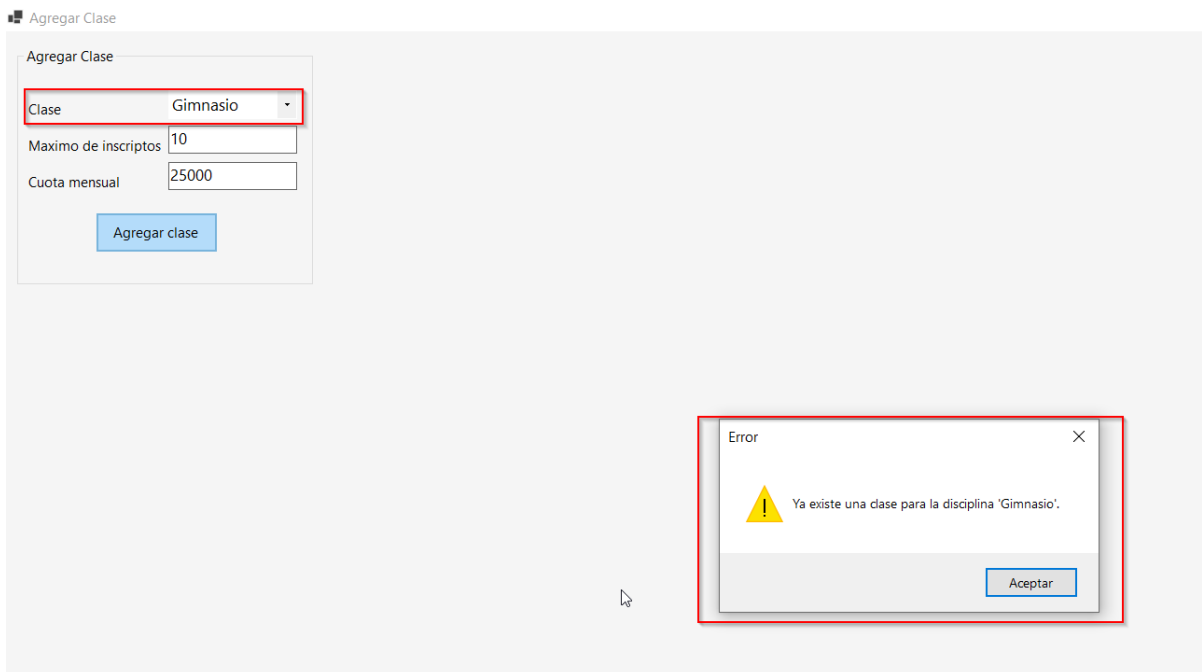 Agregar Clase
Agregar Clase
Clase Gimnasio
Maximo de inscriptos 10
Cuota mensual 25000
Agregar clase
Error
Ya existe una clase para la disciplina 'Gimnasio'.
Aceptar